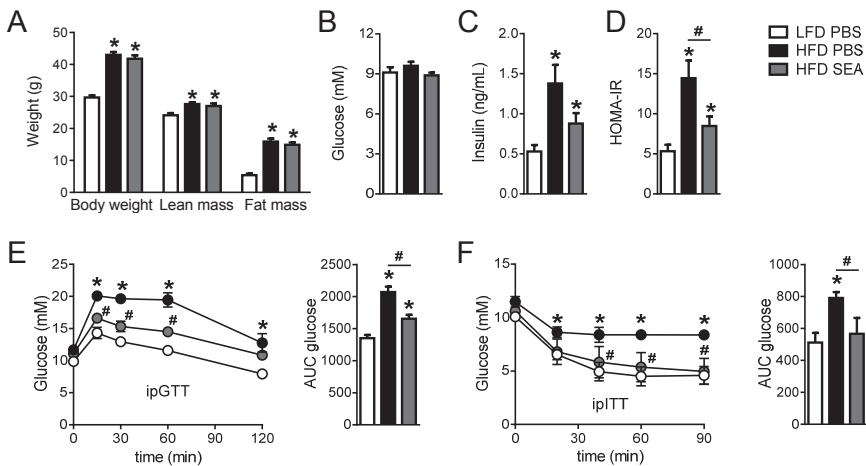 A
Weight (g)
50
40
30
20
10
0
* *
* *
* *
Body weight Lean mass Fat mass
B
Glucose (mM)
12
9
6
3
0
C
Insulin (ng/mL)
2.0
1.5
1.0
0.5
0.0
*
*
D
HOMA-IR
20
15
10
5
0
#
*
*
LFD PBS
HFD PBS
HFD SEA
E
Glucose (mM)
25
20
15
10
5
* * * *
# # #
ipGTT
0 30 60 90 120
time (min)
AUC glucose
2500
2000
1500
1000
500
0
#
*
*
F
Glucose (mM)
15
10
5
0
* * * *
# # #
ipITT
0 20 40 60 90
time (min)
AUC glucose
1000
800
600
400
200
0
#
*